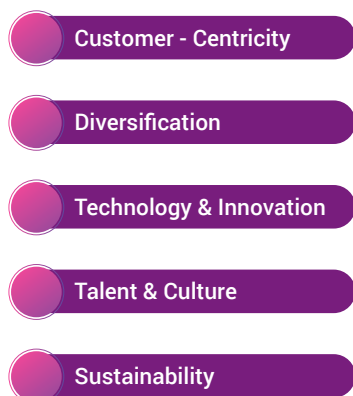 Customer - Centricity
Diversification
Technology & Innovation
Talent & Culture
Sustainability